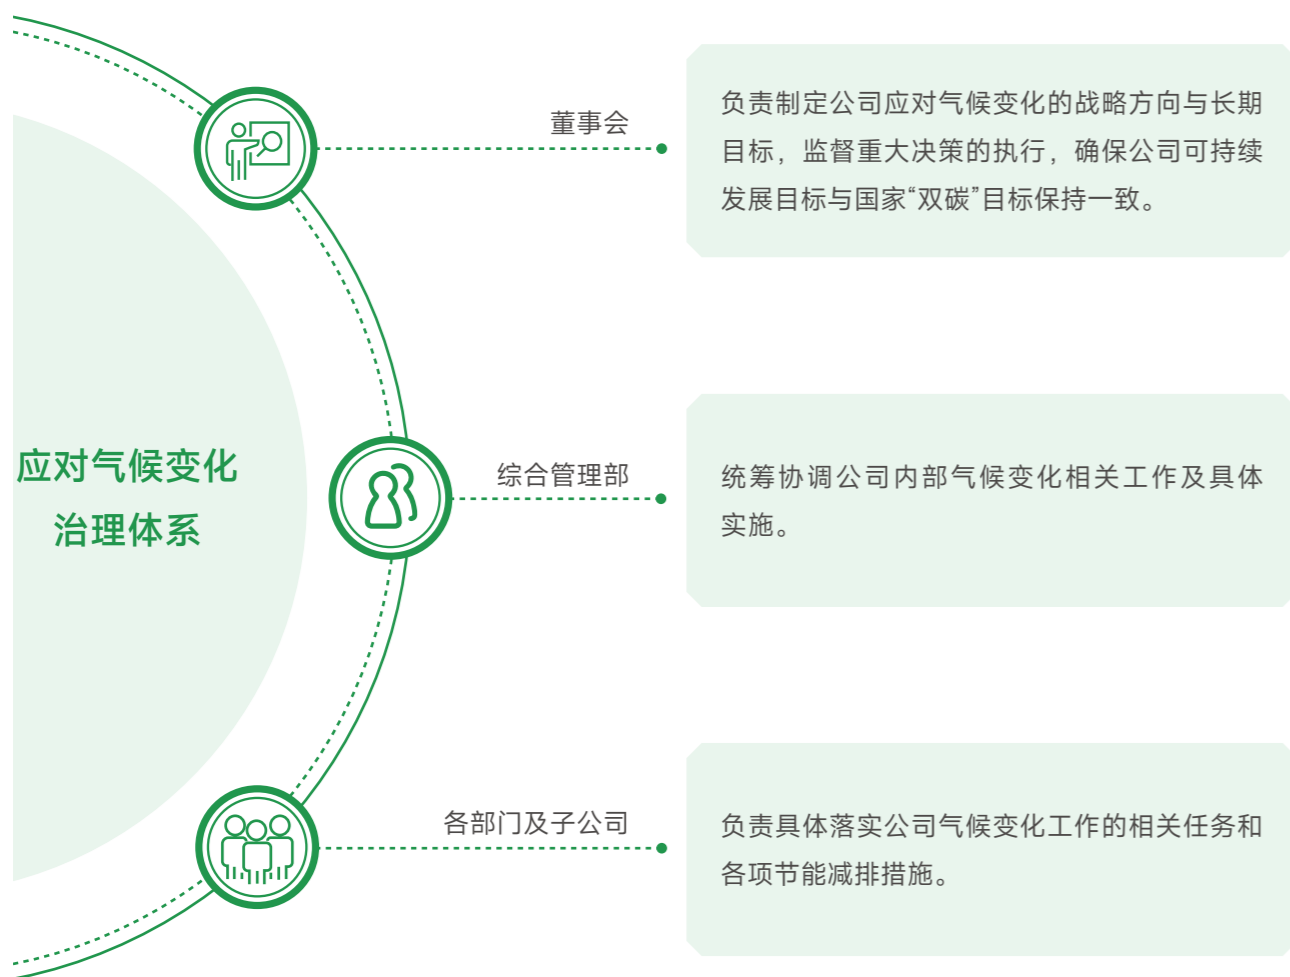 应对气候变化
治理体系
董事会
负责制定公司应对气候变化的战略方向与长期
目标，监督重大决策的执行，确保公司可持续
发展目标与国家“双碳”目标保持一致。
综合管理部
统筹协调公司内部气候变化相关工作及具体
实施。
各部门及子公司
负责具体落实公司气候变化工作的相关任务和
各项节能减排措施。